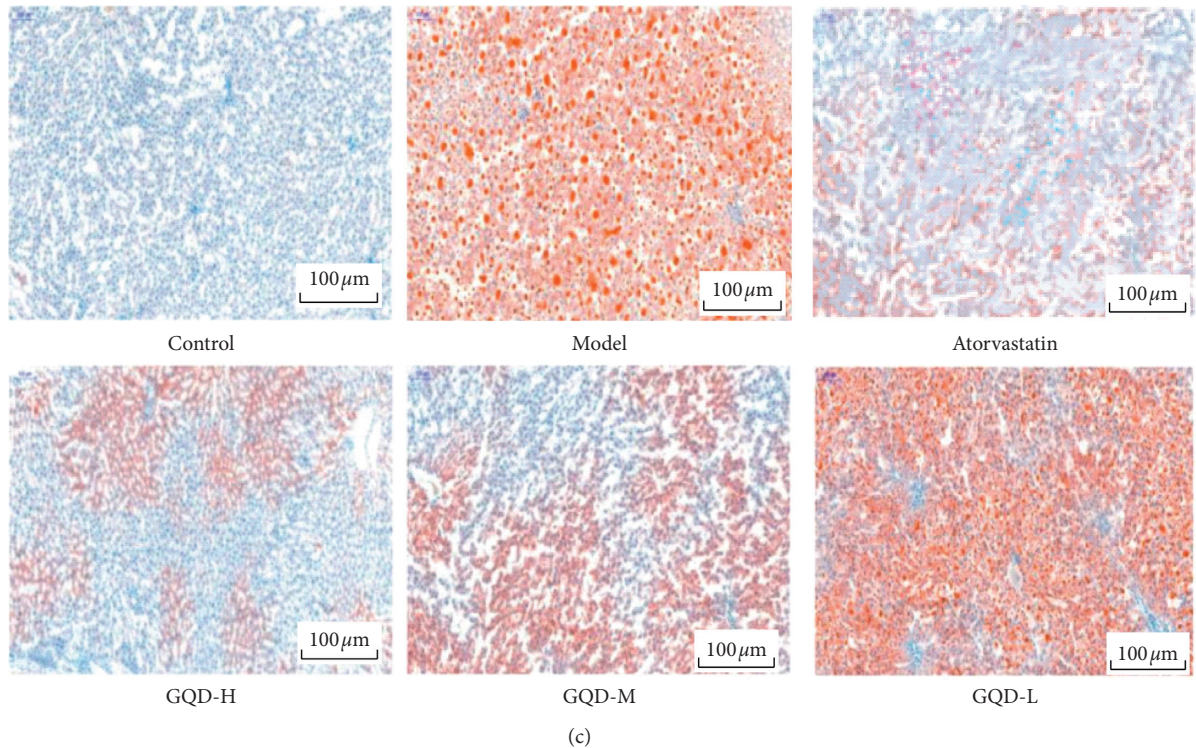 100 μm
100 μm
100 μm
Control
Model
Atorvastatin
100 μm
100 μm
100 μm
GQD-H
GQD-M
GQD-L
(c)